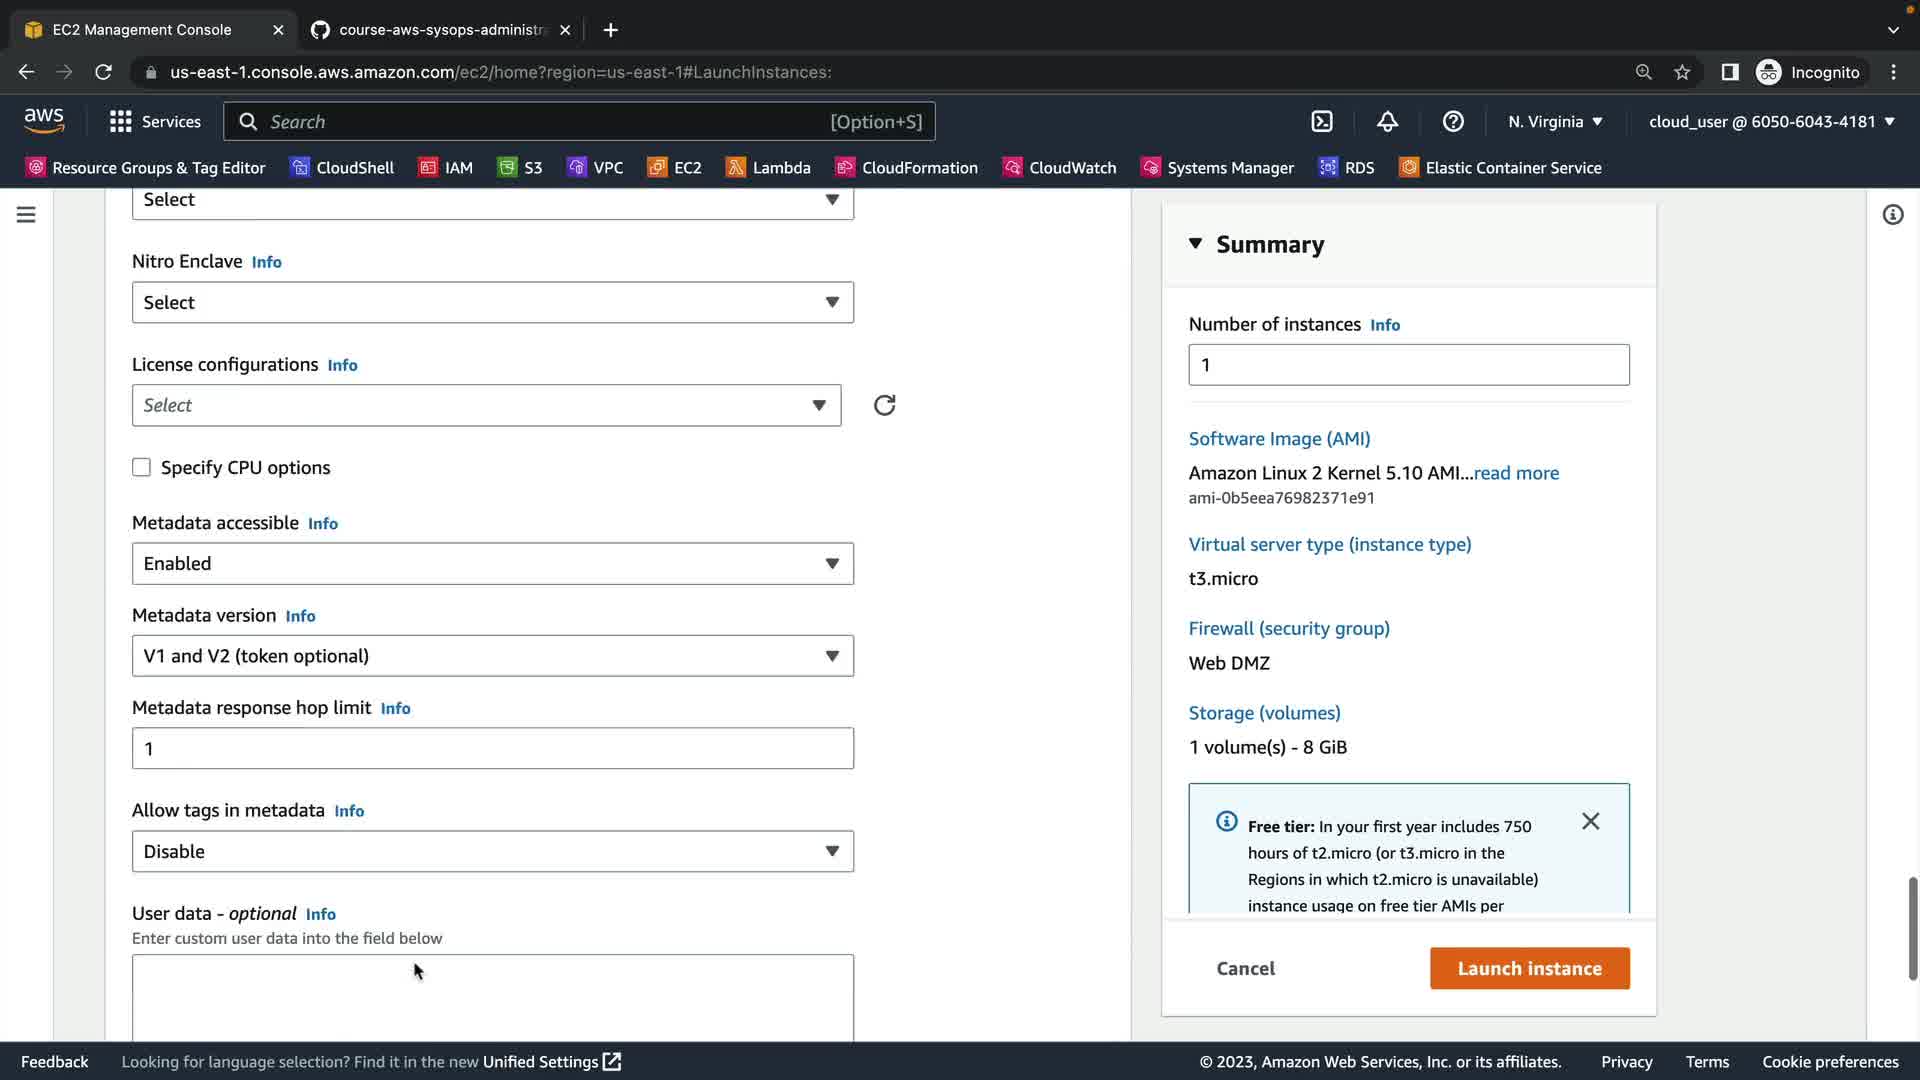 EC2 Management Console
course-aws-sysops-administr
us-east-1.console.aws.amazon.com/ec2/home?region=us-east-1#LaunchInstances:
Incognito
aws
Services
Search
[Option+S]
N. Virginia
cloud_user @ 6050-6043-4181
Resource Groups & Tag Editor
CloudShell
IAM
S3
VPC
EC2
Lambda
CloudFormation
CloudWatch
Systems Manager
RDS
Elastic Container Service
Select
Nitro Enclave Info
Select
License configurations Info
Select
Specify CPU options
Metadata accessible Info
Enabled
Metadata version Info
V1 and V2 (token optional)
Metadata response hop limit Info
1
Allow tags in metadata Info
Disable
User data - optional Info
Enter custom user data into the field below
Summary
Number of instances Info
1
Software Image (AMI)
Amazon Linux 2 Kernel 5.10 AMI...read more
ami-0b5eea76982371e91
Virtual server type (instance type)
t3.micro
Firewall (security group)
Web DMZ
Storage (volumes)
1 volume(s) - 8 GiB
Free tier: In your first year includes 750
hours of t2.micro (or t3.micro in the
Regions in which t2.micro is unavailable)
instance usage on free tier AMIs per
Cancel
Launch instance
Feedback
Looking for language selection? Find it in the new Unified Settings
© 2023, Amazon Web Services, Inc. or its affiliates.
Privacy
Terms
Cookie preferences